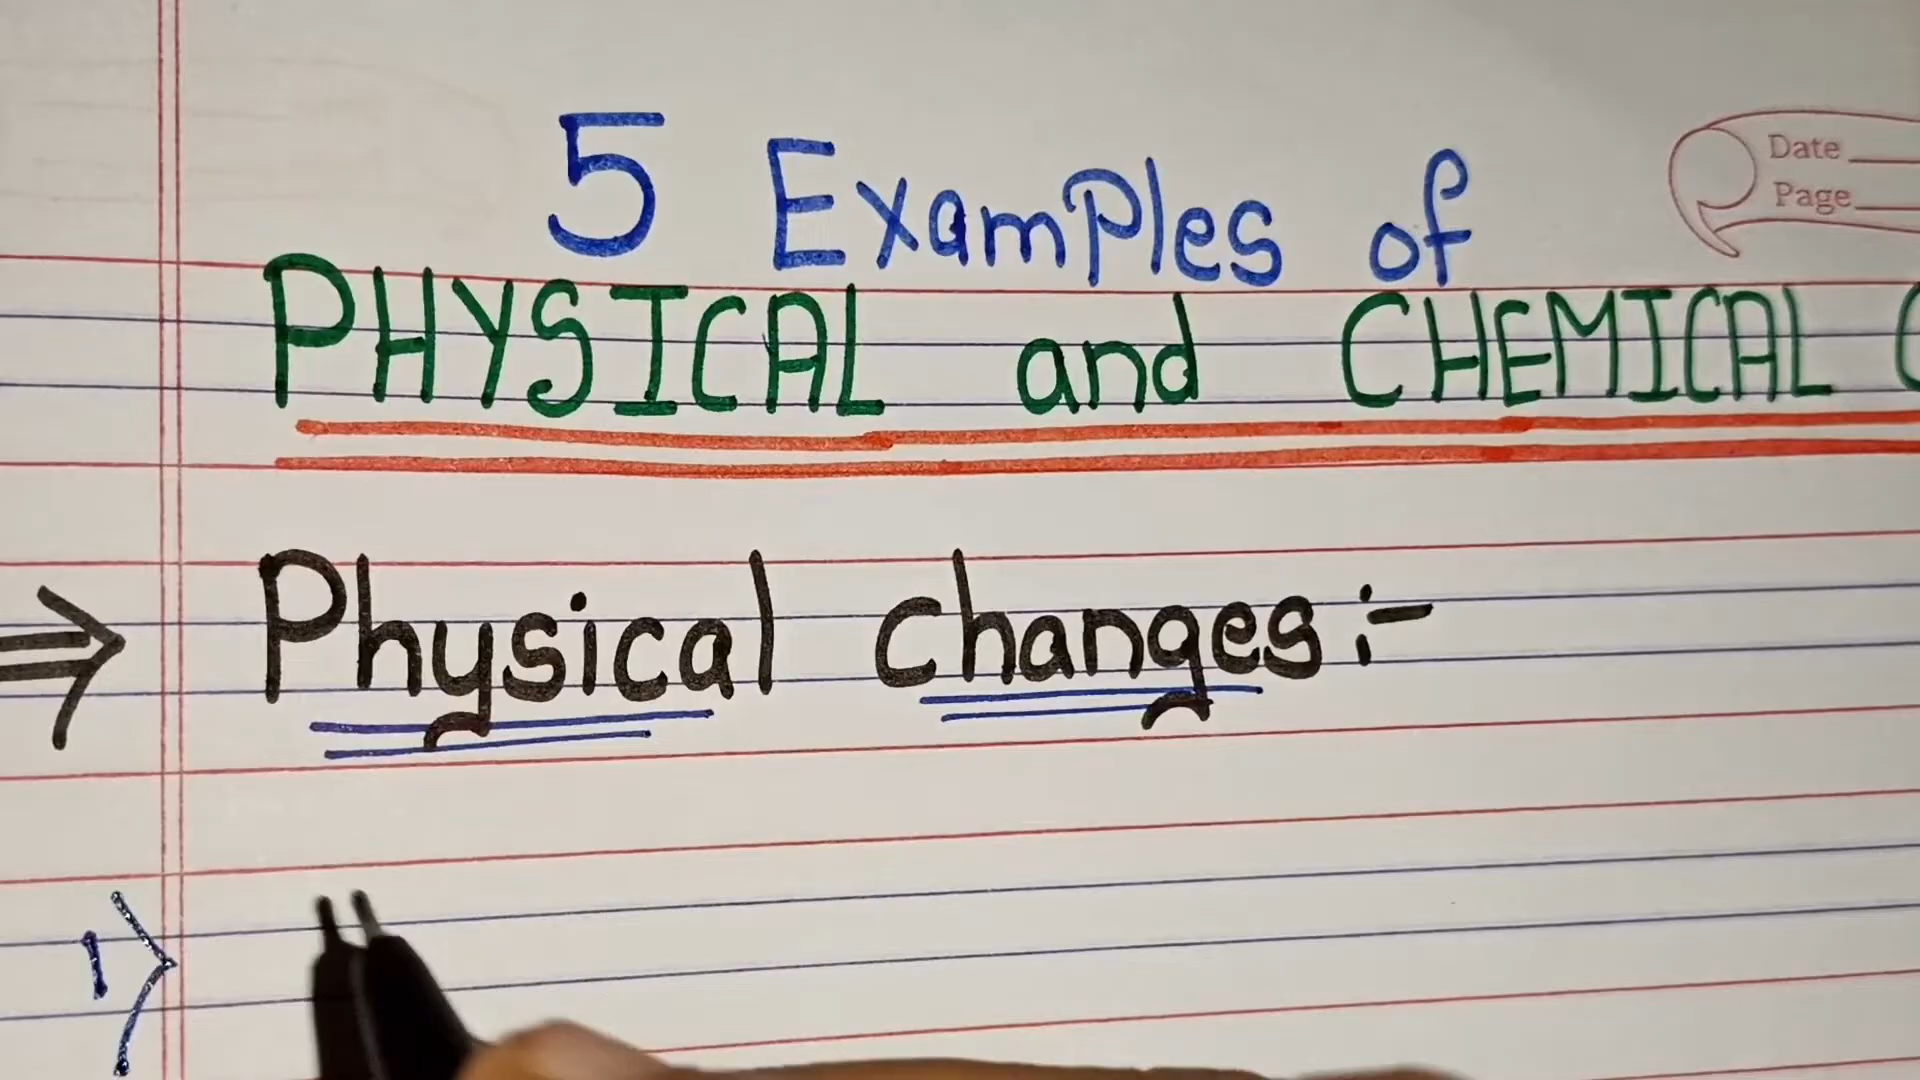 5 Examples of
Date
Page
PHYSICAL and CHEMICAL C
⇒ Physical changes:-
1)